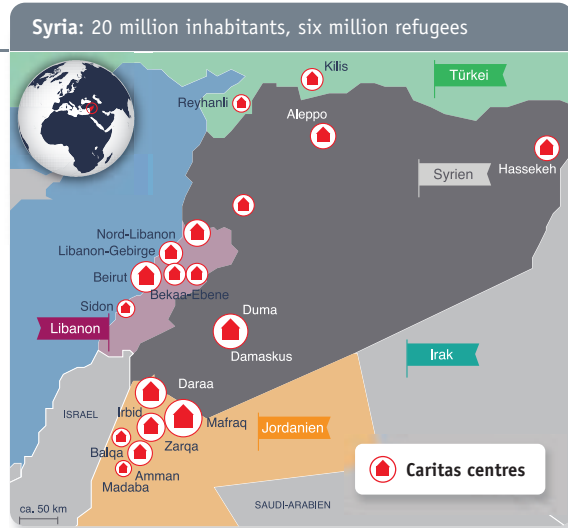 Syria: 20 million inhabitants, six million refugees
Kilis
Türkei
Reyhanli
Aleppo
Hassekeh
Syrien
Nord-Libanon
Libanon-Gebirge
Beirut
Bekaa-Ebene
Sidon
Duma
Libanon
Damaskus
Irak
Daraa
ISRAEL
Irbid
Mafraq
Jordanien
Balqa
Zarqa
Amman
Madaba
Caritas centres
SAUDI-ARABIEN
ca. 50 km